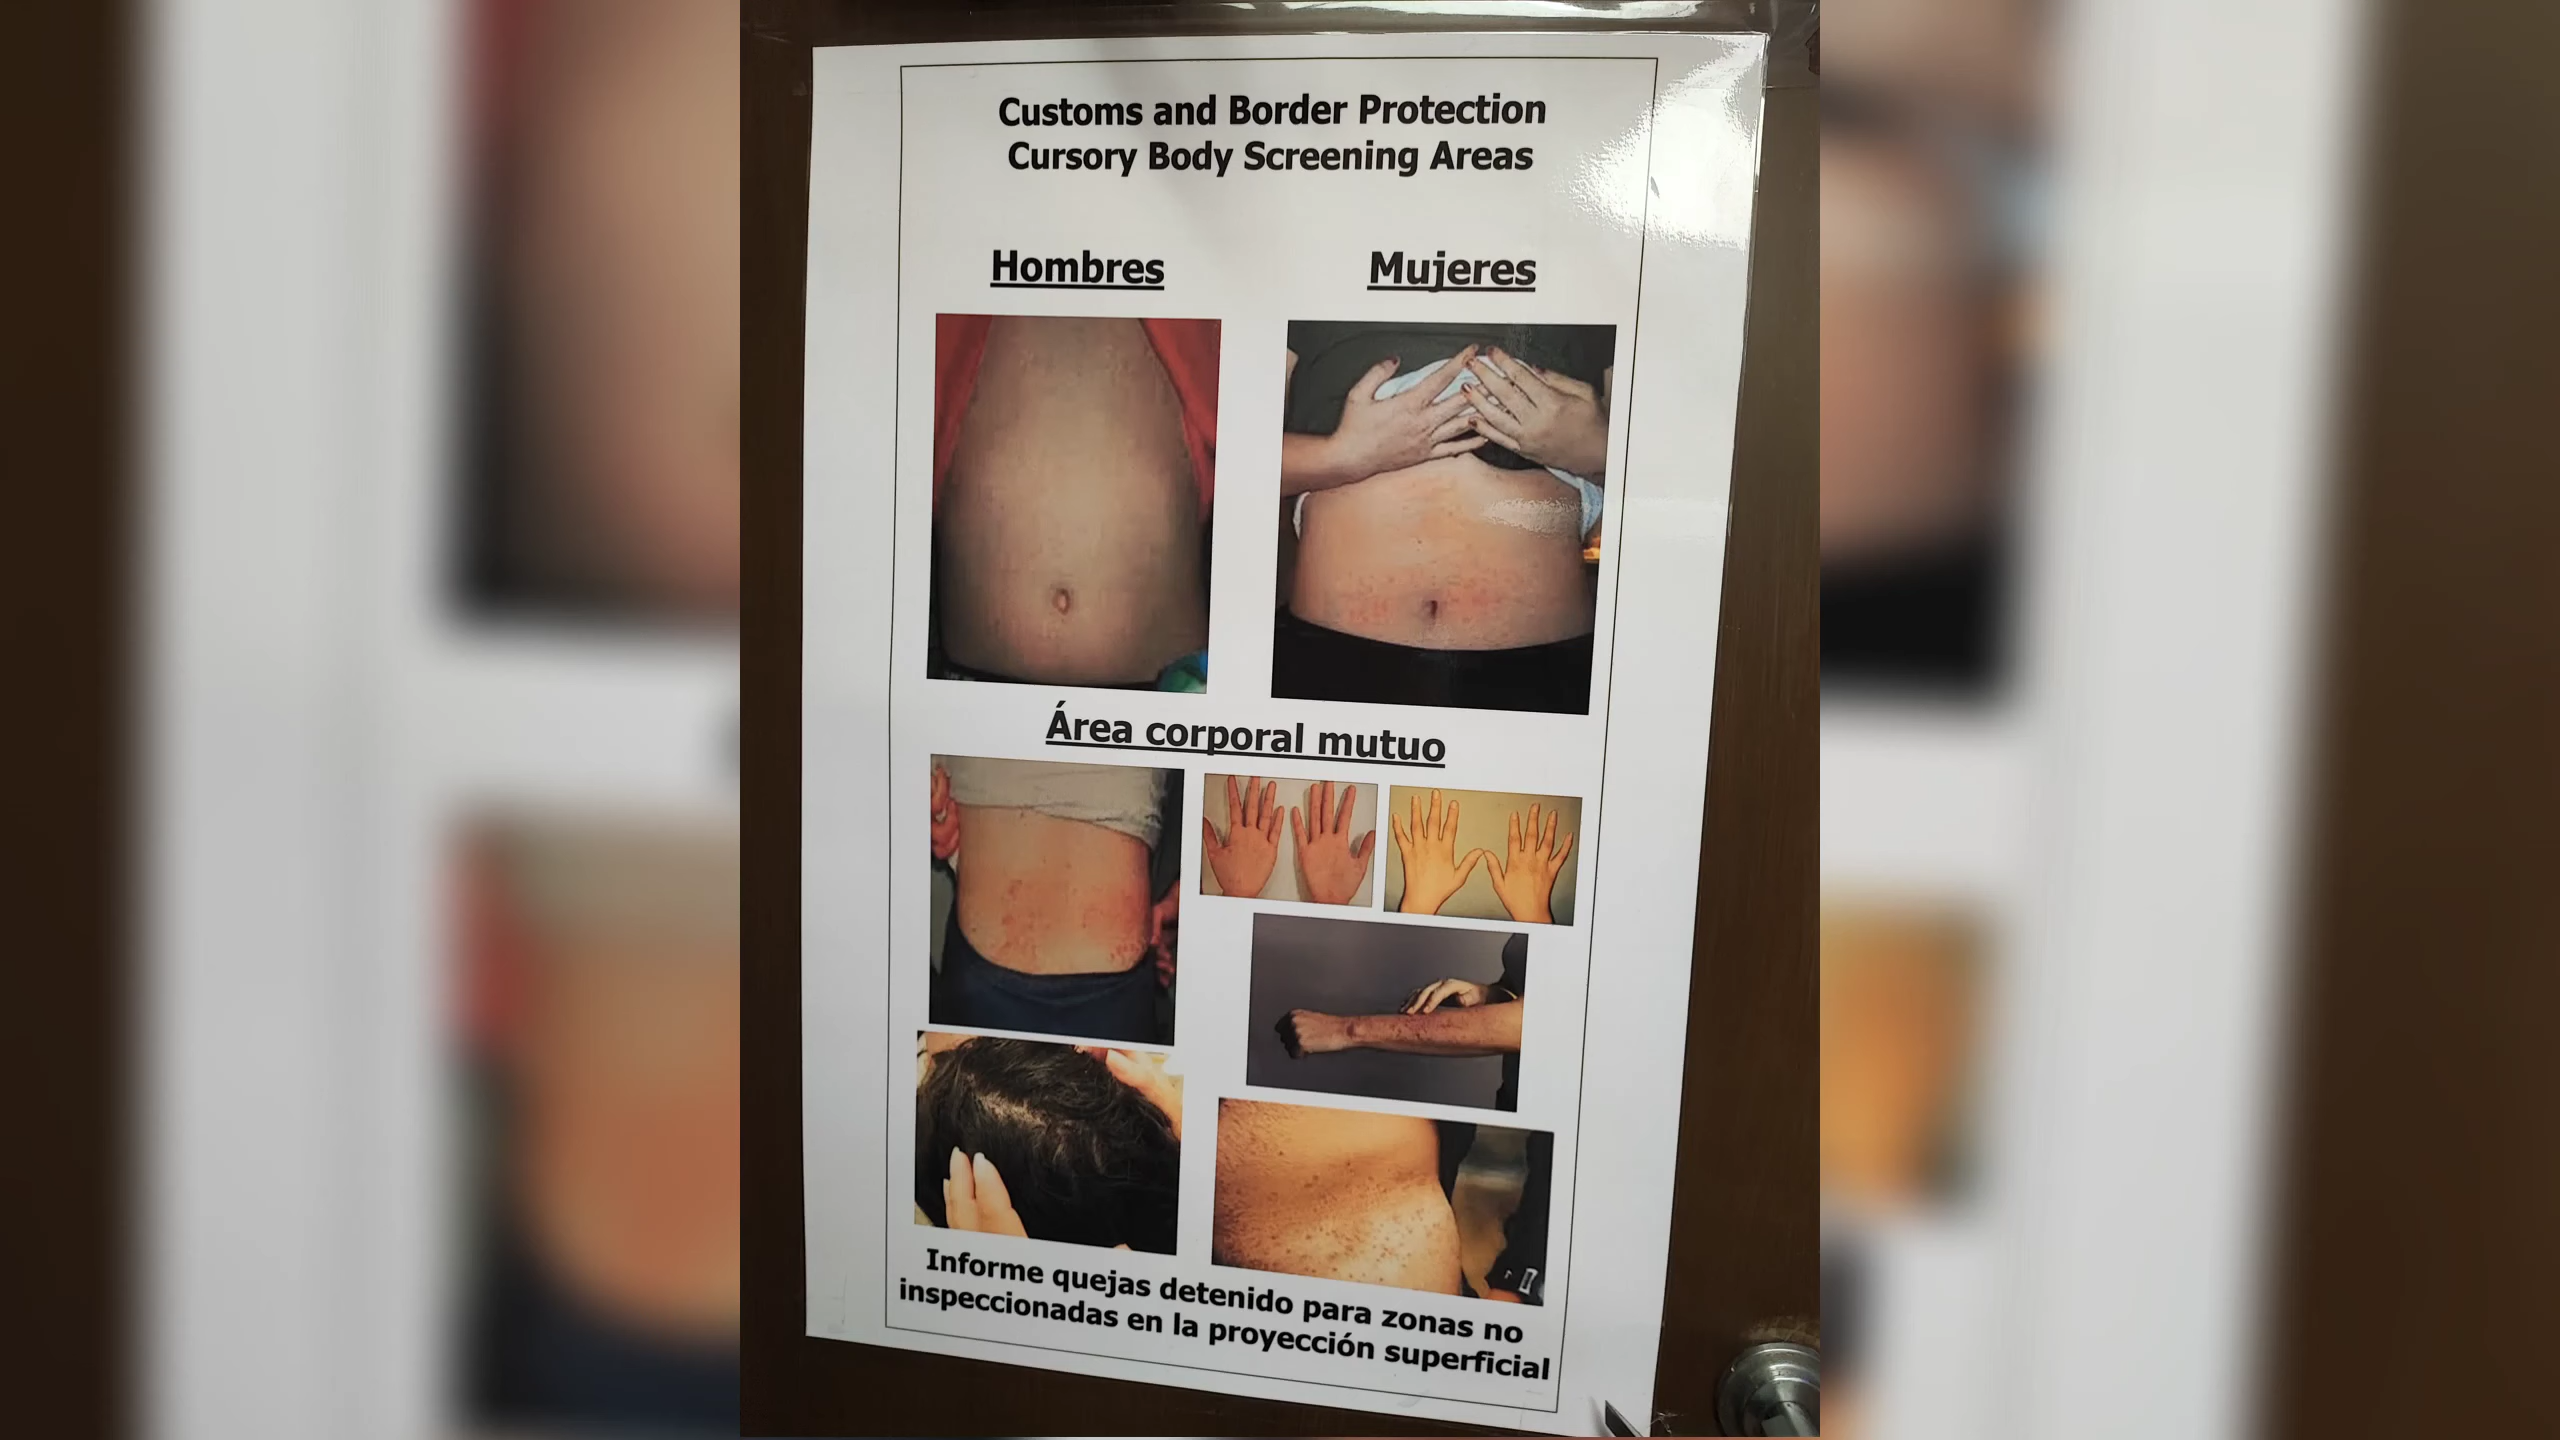 Customs and Border Protection
Cursory Body Screening Areas
Hombres
Mujeres
Área corporal mutuo
Informe quejas detenido para zonas no
inspeccionadas en la proyección superficial